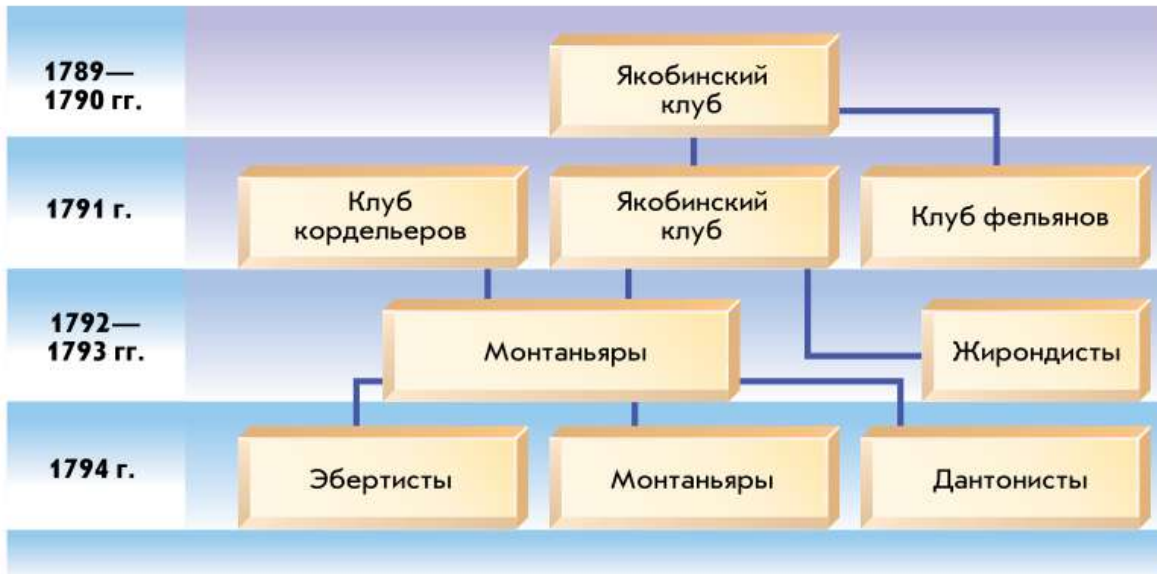 1789—
1790 гг.
Якобинский
клуб
1791 г.
Клуб
кордельеров
Якобинский
клуб
Клуб фельянов
1792—
1793 гг.
Монтаньяры
Жирондисты
1794 г.
Эбертисты
Монтаньяры
Дантонисты